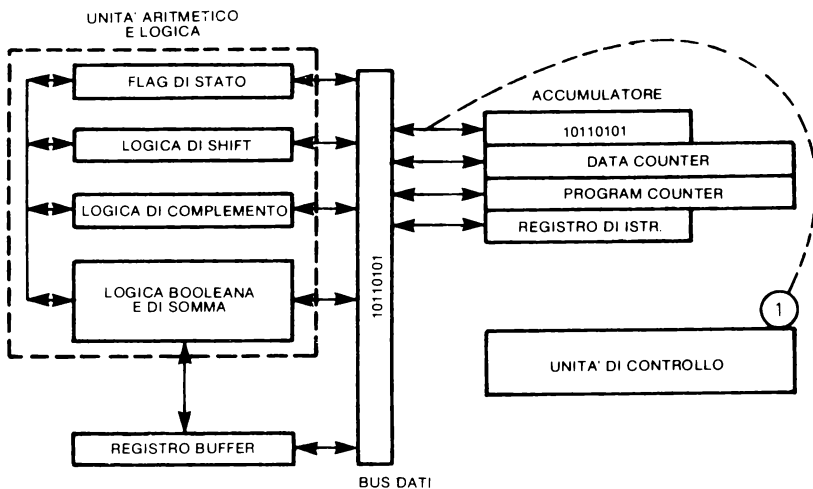 UNITA' ARITMETICO
E LOGICA
FLAG DI STATO
LOGICA DI SHIFT
LOGICA DI COMPLEMENTO
LOGICA BOOLEANA
E DI SOMMA
REGISTRO BUFFER
10110101
BUS DATI
ACCUMULATORE
10110101
DATA COUNTER
PROGRAM COUNTER
REGISTRO DI ISTR.
1
UNITA' DI CONTROLLO